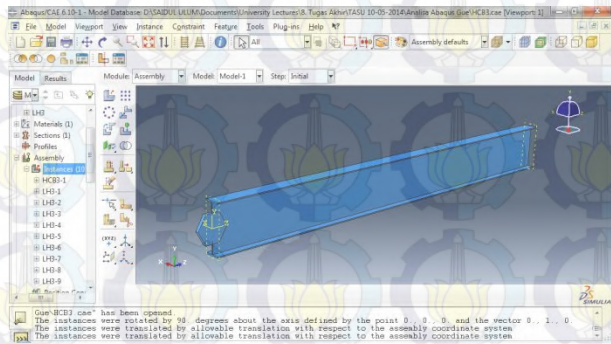 Abaqus/CAE 6.10-1 - Model Database: D:\SAIDUL ULUM\Documents\University Lectures\8. Tugas Akhir\TASU 10-05-2014\Analisa Abaqus Gue\HCB3.cae [Viewport: 1]
File Model Viewport View Instance Constraint Feature Tools Plug-ins Help
All
Assembly defaults
Model Results
Module: Assembly Model: Model-1 Step: Initial
LH3
Materials (1)
Sections (1)
Profiles
Assembly
Instances (10
HCB3-1
LH3-1
LH3-2
LH3-3
LH3-4
LH3-5
LH3-6
LH3-7
LH3-8
LH3-9
Y
X
Z
SIMULIA
Gue\HCB3.cae" has been opened.
The instances were rotated by 90. degrees about the axis defined by the point 0., 0., 0. and the vector 0., 1., 0.
The instances were translated by allowable translation with respect to the assembly coordinate system
The instances were translated by allowable translation with respect to the assembly coordinate system